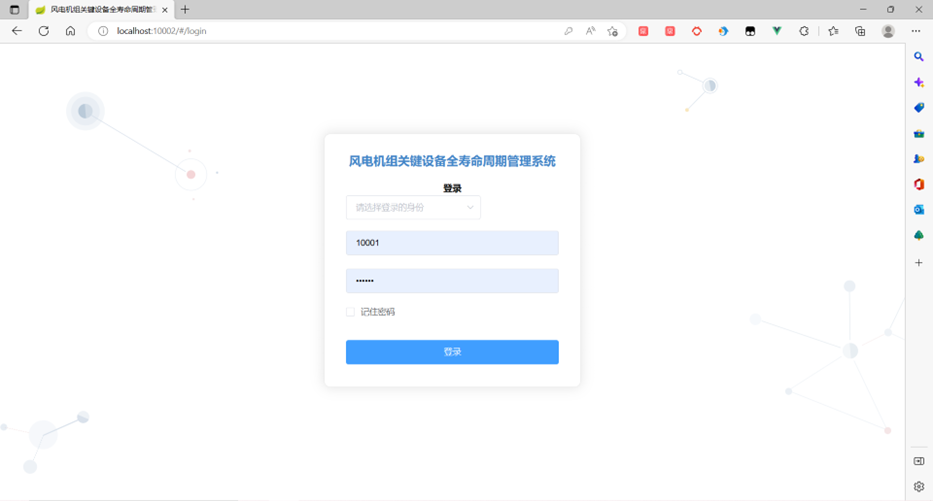 风电机组关键设备全寿命周期管
localhost:10002/#/login
风电机组关键设备全寿命周期管理系统
登录
请选择登录的身份
10001
记住密码
登录